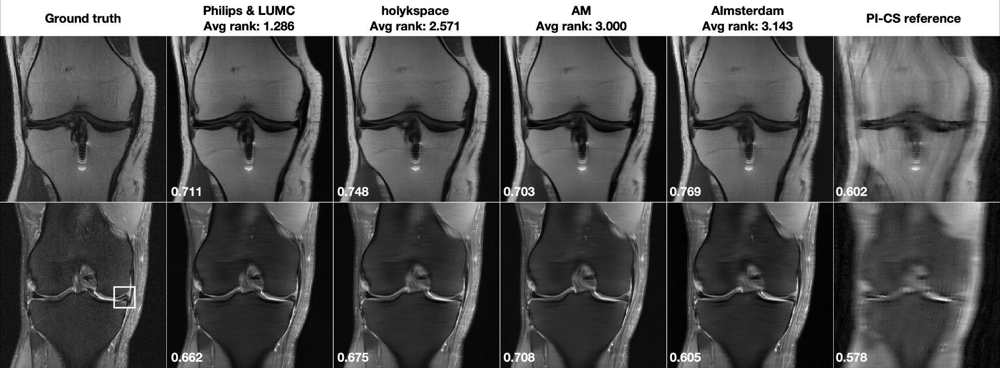 Ground truth
Philips & LUMC
Avg rank: 1.286
holykspace
Avg rank: 2.571
AM
Avg rank: 3.000
AImsterdam
Avg rank: 3.143
PI-CS reference
0.711
0.748
0.703
0.769
0.602
0.662
0.675
0.708
0.605
0.578